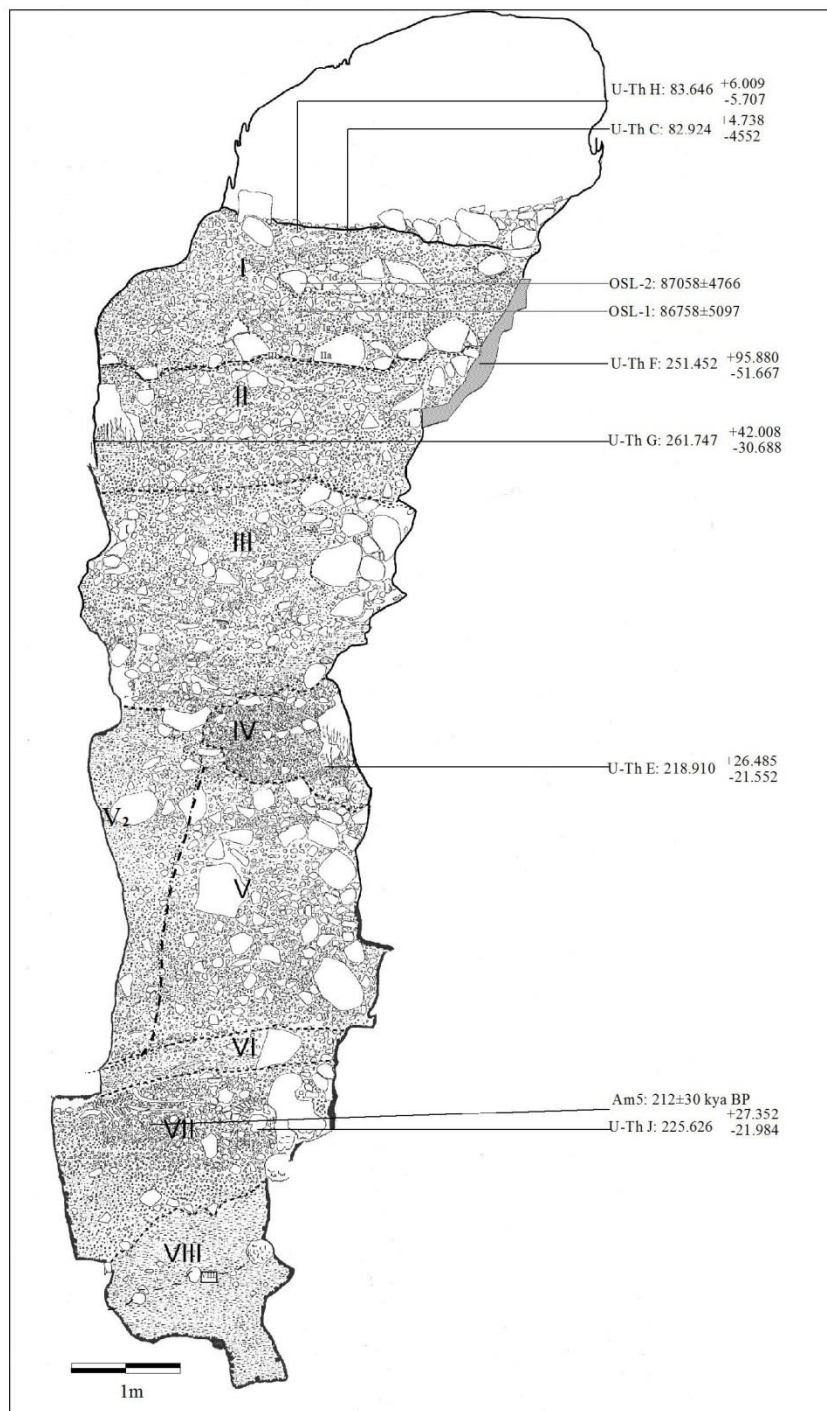 U-Th H: 83.646 +6.009
-5.707
U-Th C: 82.924 +4.738
-4552
I
Id
OSL-2: 87058±4766
Ic
OSL-1: 86758±5097
IIb IIa
U-Th F: 251.452 +95.880
-51.667
II
U-Th G: 261.747 +42.008
-30.688
III
IV
U-Th E: 218.910 +26.485
-21.552
V₂
V
VI
Am5: 212±30 kya BP
VII
U-Th J: 225.626 +27.352
-21.984
VIII
1m